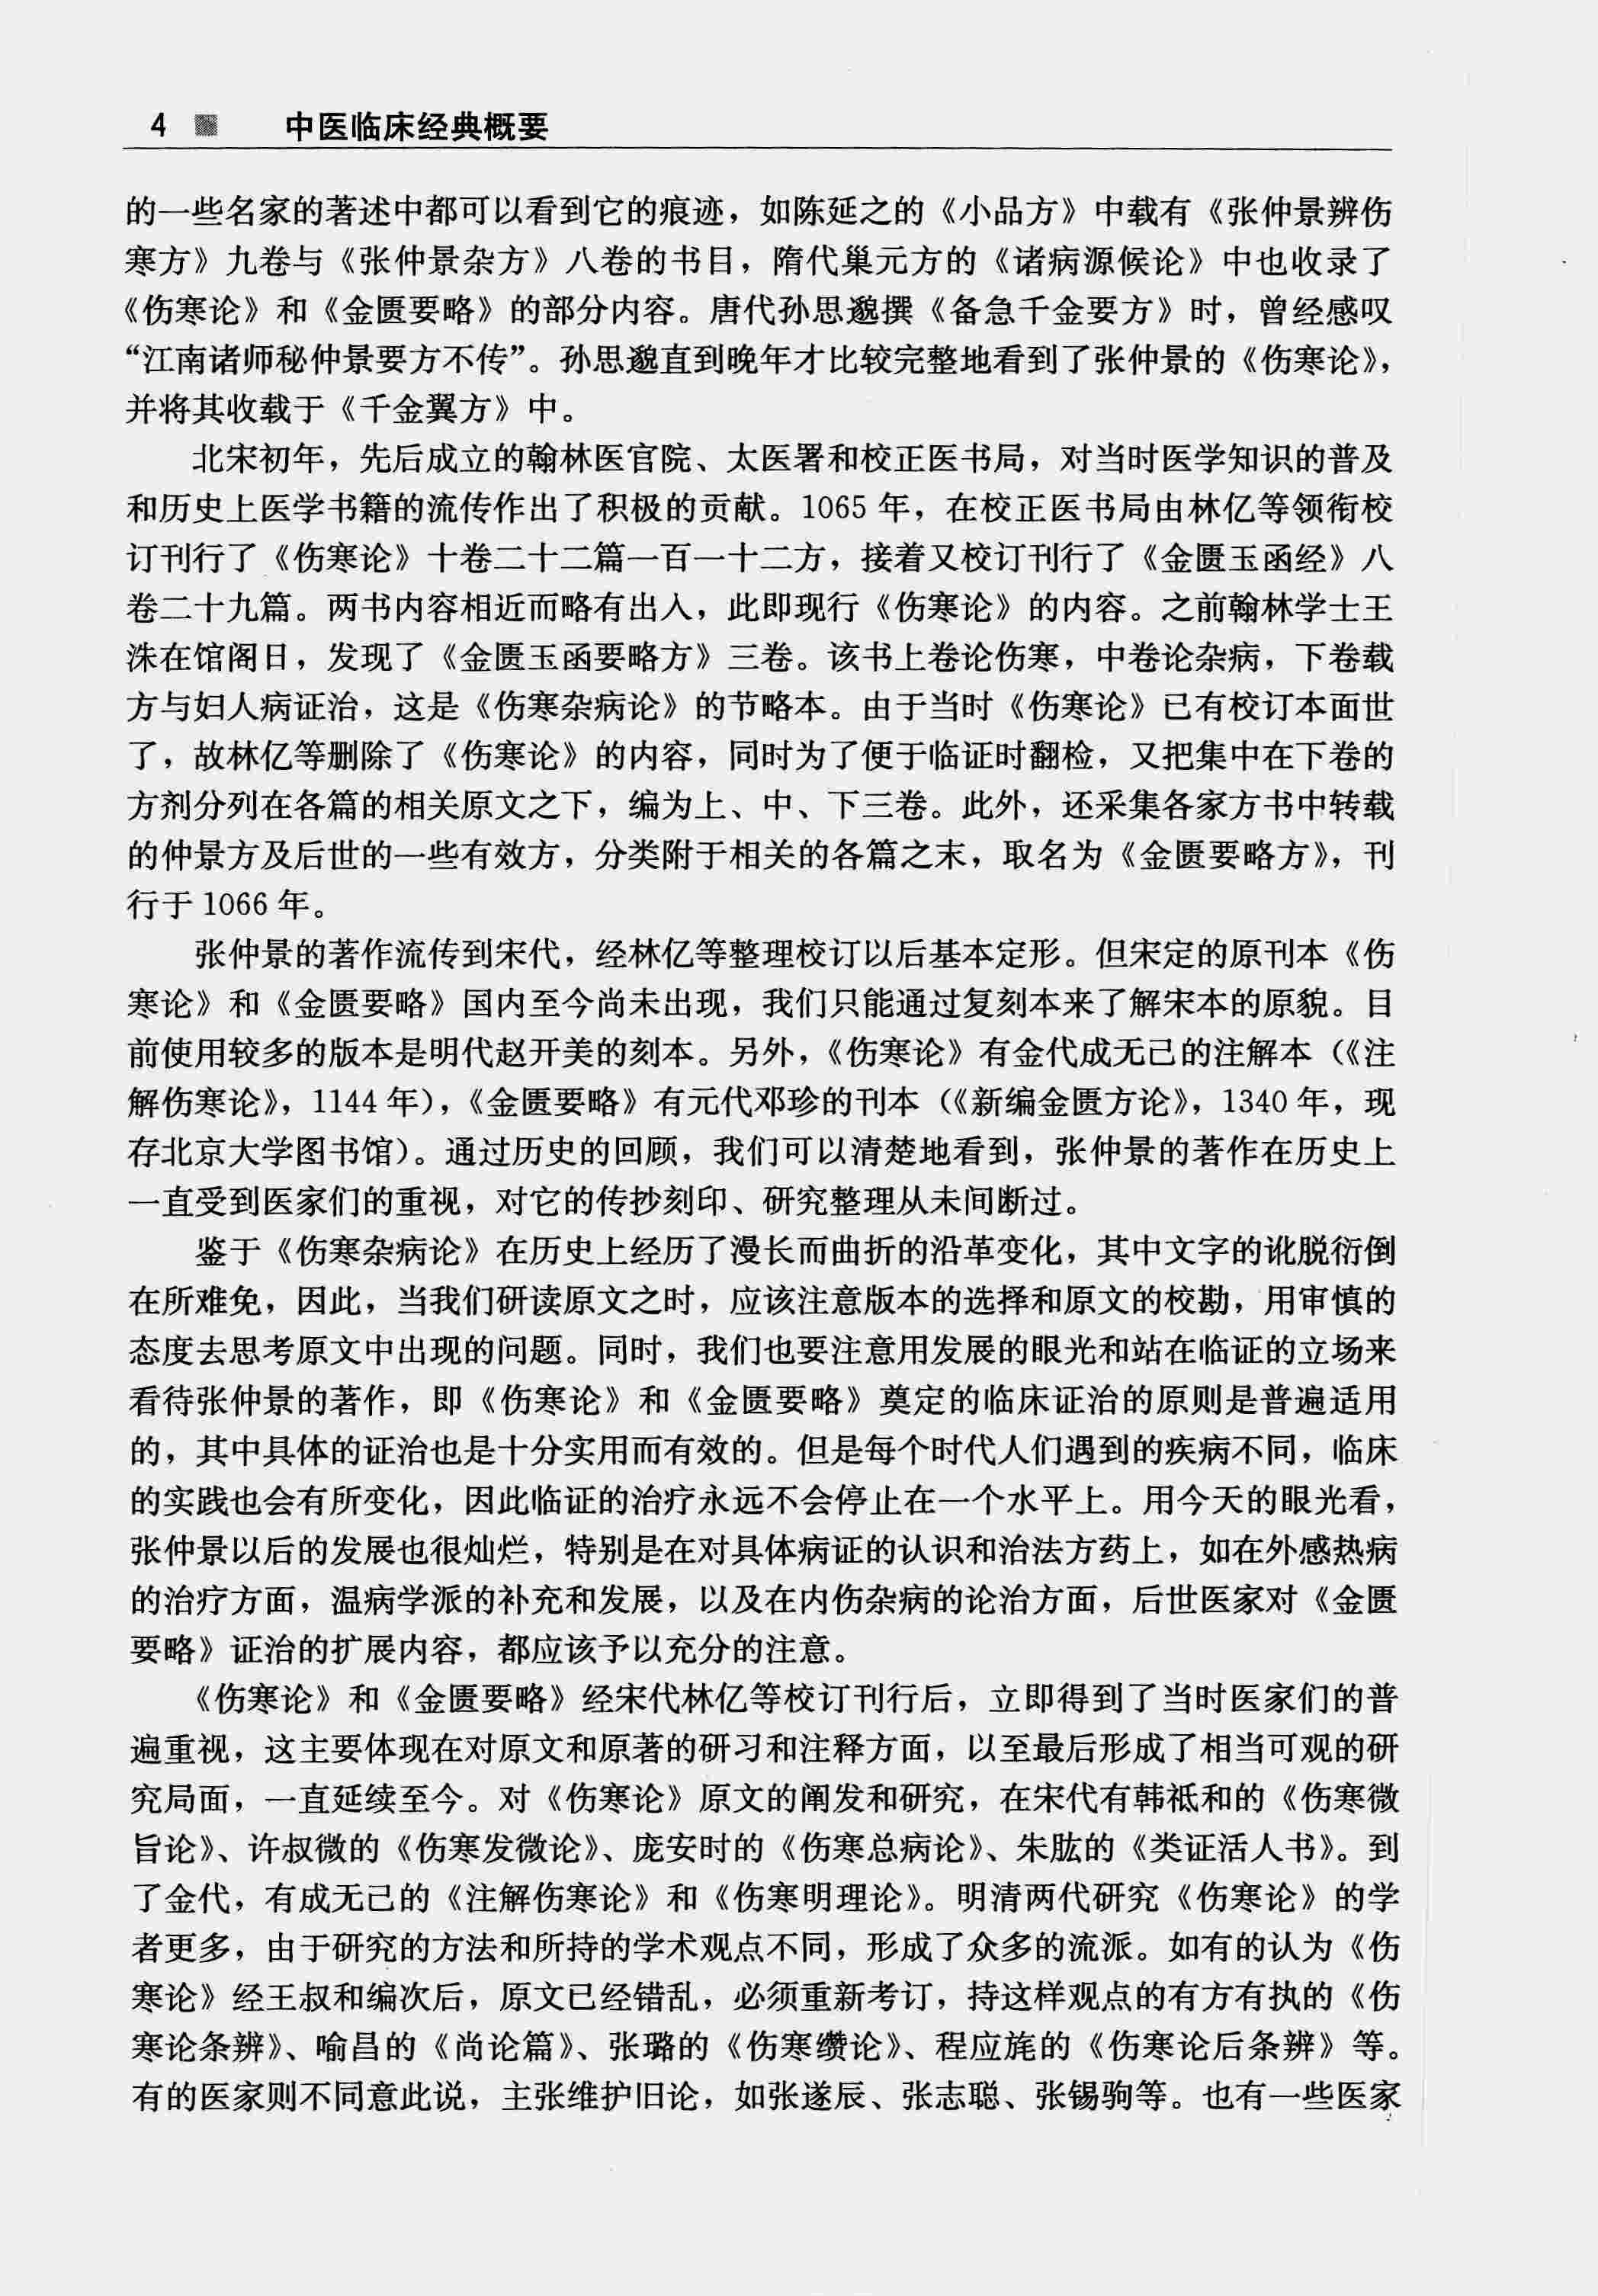 4 中医临床经典概要
的一些名家的著述中都可以看到它的痕迹，如陈延之的《小品方》中载有《张仲景辨伤
寒方》九卷与《张仲景杂方》八卷的书目，隋代巢元方的《诸病源候论》中也收录了
《伤寒论》和《金匮要略》的部分内容。唐代孙思邈撰《备急千金要方》时，曾经感叹
“江南诸师秘仲景要方不传”。孙思邈直到晚年才比较完整地看到了张仲景的《伤寒论》，
并将其收载于《千金翼方》中。
北宋初年，先后成立的翰林医官院、太医署和校正医书局，对当时医学知识的普及
和历史上医学书籍的流传作出了积极的贡献。1065 年，在校正医书局由林亿等领衔校
订刊行了《伤寒论》十卷二十二篇一百一十二方，接着又校订刊行了《金匮玉函经》八
卷二十九篇。两书内容相近而略有出入，此即现行《伤寒论》的内容。之前翰林学士王
洙在馆阁日，发现了《金匮玉函要略方》三卷。该书上卷论伤寒，中卷论杂病，下卷载
方与妇人病证治，这是《伤寒杂病论》的节略本。由于当时《伤寒论》已有校订本面世
了，故林亿等删除了《伤寒论》的内容，同时为了便于临证时翻检，又把集中在下卷的
方剂分列在各篇的相关原文之下，编为上、中、下三卷。此外，还采集各家方书中转载
的仲景方及后世的一些有效方，分类附于相关的各篇之末，取名为《金匮要略方》，刊
行于 1066 年。
张仲景的著作流传到宋代，经林亿等整理校订以后基本定形。但宋定的原刊本《伤
寒论》和《金匮要略》国内至今尚未出现，我们只能通过复刻本来了解宋本的原貌。目
前使用较多的版本是明代赵开美的刻本。另外，《伤寒论》有金代成无己的注解本（《注
解伤寒论》，1144 年），《金匮要略》有元代邓珍的刊本（《新编金匮方论》，1340 年，现
存北京大学图书馆）。通过历史的回顾，我们可以清楚地看到，张仲景的著作在历史上
一直受到医家们的重视，对它的传抄刻印、研究整理从未间断过。
鉴于《伤寒杂病论》在历史上经历了漫长而曲折的沿革变化，其中文字的讹脱衍倒
在所难免，因此，当我们研读原文之时，应该注意版本的选择和原文的校勘，用审慎的
态度去思考原文中出现的问题。同时，我们也要注意用发展的眼光和站在临证的立场来
看待张仲景的著作，即《伤寒论》和《金匮要略》奠定的临床证治的原则是普遍适用
的，其中具体的证治也是十分实用而有效的。但是每个时代人们遇到的疾病不同，临床
的实践也会有所变化，因此临证的治疗永远不会停止在一个水平上。用今天的眼光看，
张仲景以后的发展也很灿烂，特别是在对具体病证的认识和治法方药上，如在外感热病
的治疗方面，温病学派的补充和发展，以及在内伤杂病的论治方面，后世医家对《金匮
要略》证治的扩展内容，都应该予以充分的注意。
《伤寒论》和《金匮要略》经宋代林亿等校订刊行后，立即得到了当时医家们的普
遍重视，这主要体现在对原文和原著的研习和注释方面，以至最后形成了相当可观的研
究局面，一直延续至今。对《伤寒论》原文的阐发和研究，在宋代有韩祗和的《伤寒微
旨论》、许叔微的《伤寒发微论》、庞安时的《伤寒总病论》、朱肱的《类证活人书》。到
了金代，有成无己的《注解伤寒论》和《伤寒明理论》。明清两代研究《伤寒论》的学
者更多，由于研究的方法和所持的学术观点不同，形成了众多的流派。如有的认为《伤
寒论》经王叔和编次后，原文已经错乱，必须重新考订，持这样观点的有方有执的《伤
寒论条辨》、喻昌的《尚论篇》、张璐的《伤寒缵论》、程应旄的《伤寒论后条辨》等。
有的医家则不同意此说，主张维护旧论，如张遂辰、张志聪、张锡驹等。也有一些医家